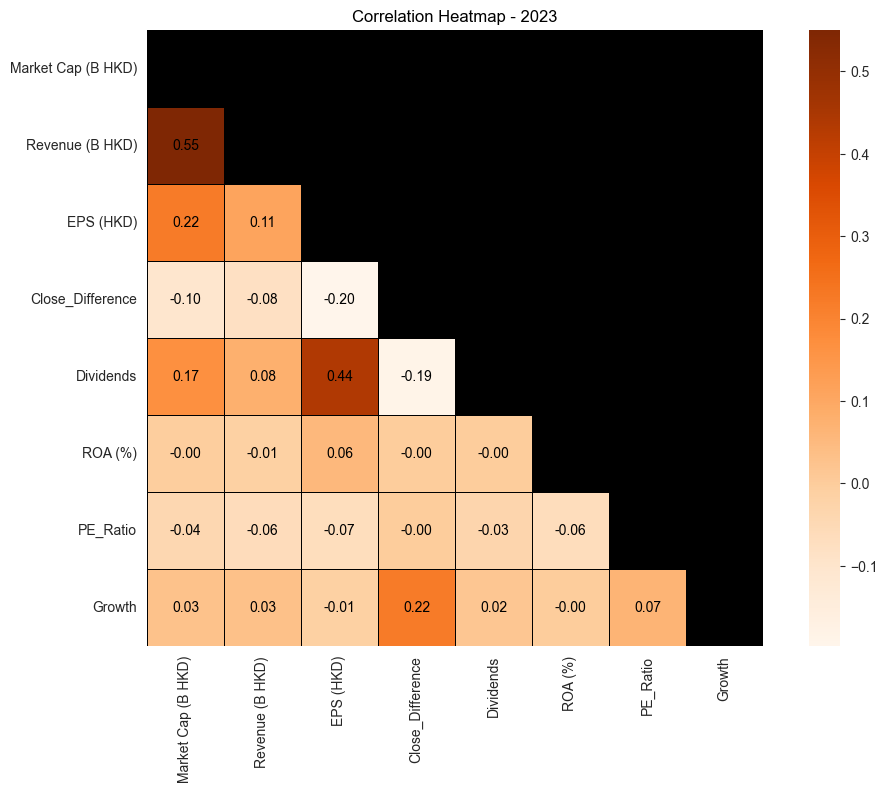 Correlation Heatmap - 2023
Market Cap (B HKD)
Revenue (B HKD) 0.55
EPS (HKD) 0.22 0.11
Close_Difference -0.10 -0.08 -0.20
Dividends 0.17 0.08 0.44 -0.19
ROA (%) -0.00 -0.01 0.06 -0.00 -0.00
PE_Ratio -0.04 -0.06 -0.07 -0.00 -0.03 -0.06
Growth 0.03 0.03 -0.01 0.22 0.02 -0.00 0.07
Market Cap (B HKD)
Revenue (B HKD)
EPS (HKD)
Close_Difference
Dividends
ROA (%)
PE_Ratio
Growth
0.5
0.4
0.3
0.2
0.1
0.0
−0.1